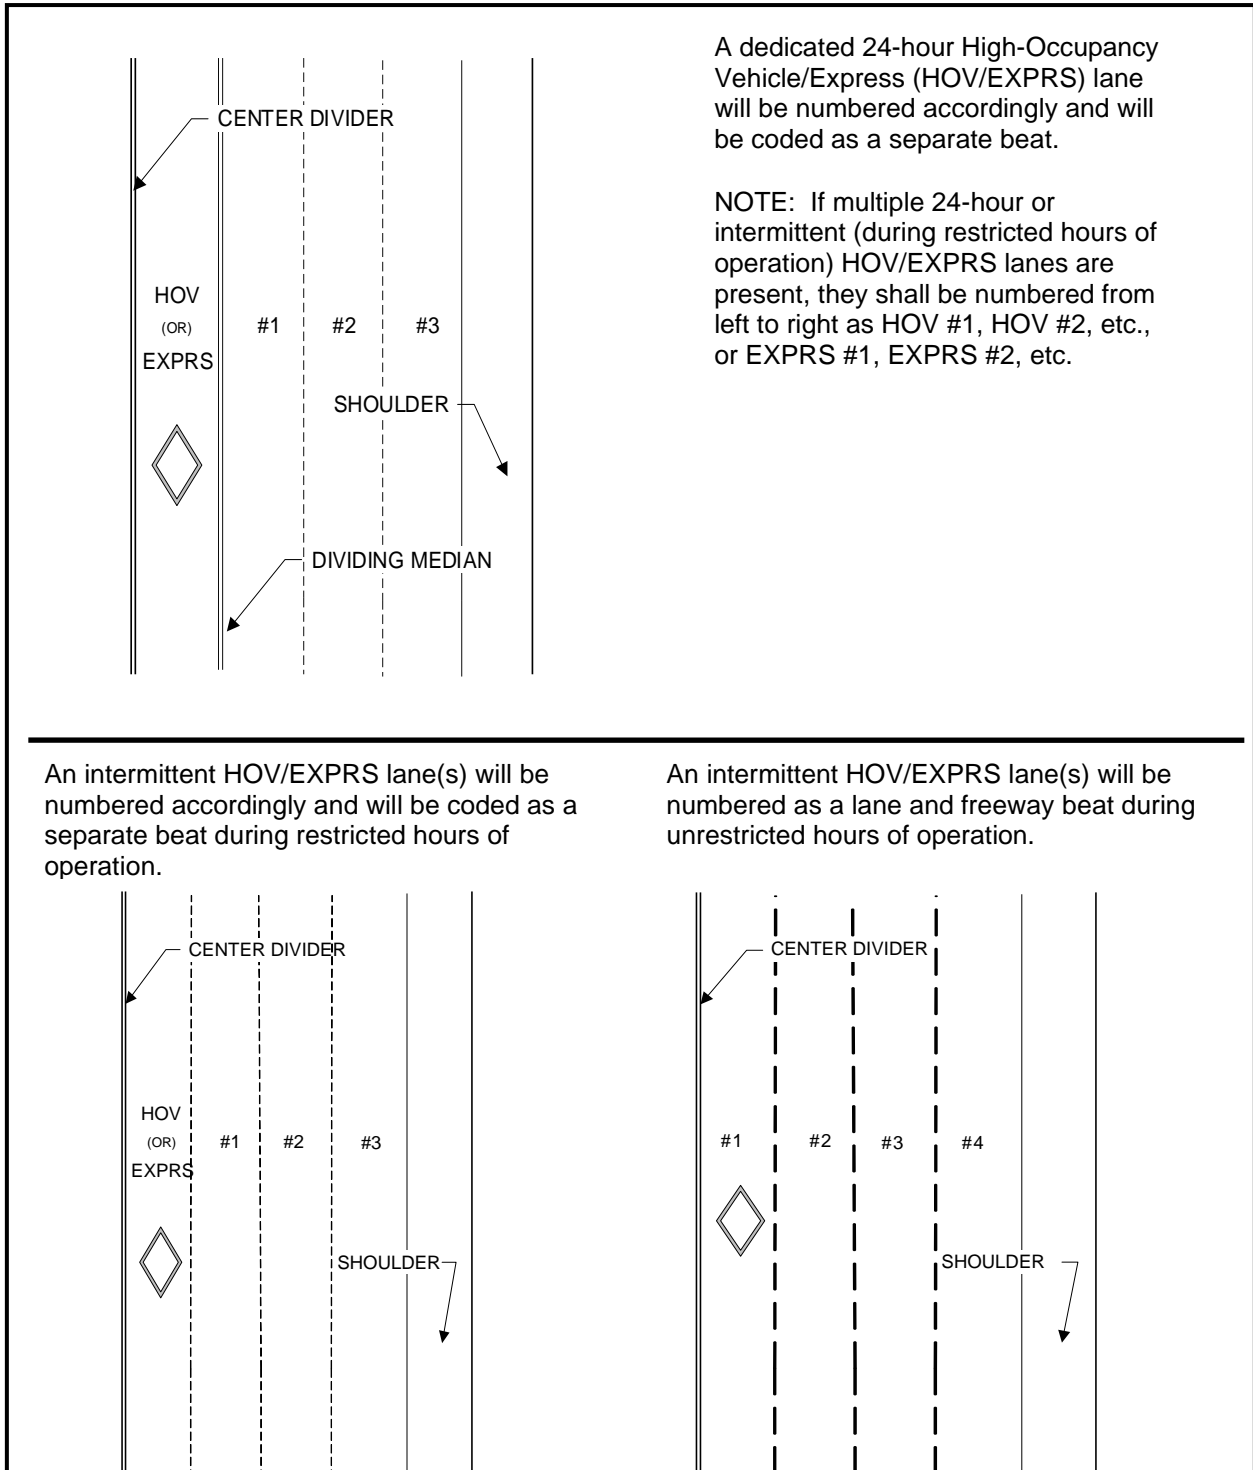 A dedicated 24-hour High-Occupancy
Vehicle/Express (HOV/EXPRS) lane
will be numbered accordingly and will
be coded as a separate beat.
NOTE:  If multiple 24-hour or
intermittent (during restricted hours of
operation) HOV/EXPRS lanes are
present, they shall be numbered from
left to right as HOV #1, HOV #2, etc.,
or EXPRS #1, EXPRS #2, etc.
CENTER DIVIDER
HOV
(OR)
EXPRS
#1
#2
#3
SHOULDER
DIVIDING MEDIAN
An intermittent HOV/EXPRS lane(s) will be
numbered accordingly and will be coded as a
separate beat during restricted hours of
operation.
CENTER DIVIDER
HOV
(OR)
EXPRS
#1
#2
#3
SHOULDER
An intermittent HOV/EXPRS lane(s) will be
numbered as a lane and freeway beat during
unrestricted hours of operation.
CENTER DIVIDER
#1
#2
#3
#4
SHOULDER